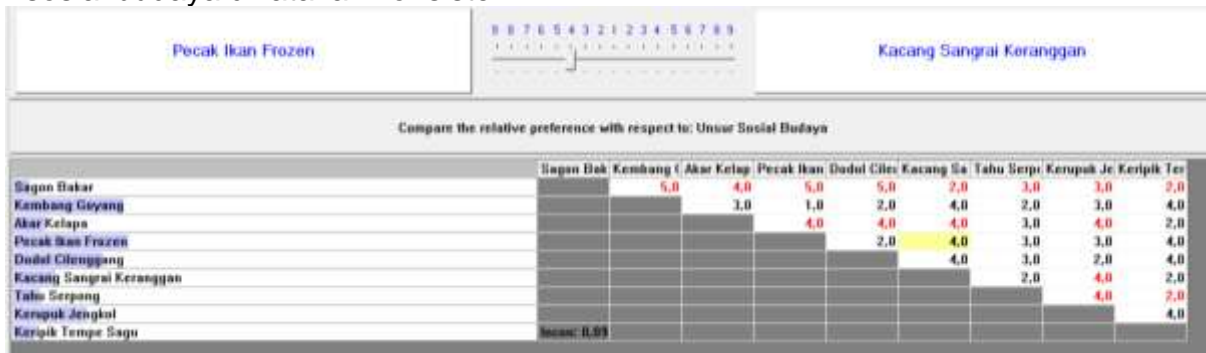 Pecak Ikan Frozen
9 8 7 6 5 4 3 2 1 2 3 4 5 6 7 8 9
Kacang Sangrai Keranggan
Compare the relative preference with respect to: Unsur Sosial Budaya
Sagon Bak Kembang ( Akar Kelap Pecak Ikan Dodol Cilen Kacang Sa Tahu Serp Kerupuk Je Keripik Ter
Sagon Bakar 5,0 4,0 5,0 5,0 2,0 3,0 3,0 2,0
Kembang Goyang 3,0 1,0 2,0 4,0 2,0 3,0 4,0
Akar Kelapa 4,0 4,0 4,0 3,0 4,0 2,0
Pecak Ikan Frozen 2,0 4,0 3,0 3,0 4,0
Dodol Cilenggang 4,0 3,0 2,0 4,0
Kacang Sangrai Keranggan 2,0 4,0 2,0
Tahu Serpong 4,0 2,0
Kerupuk Jengkol 4,0
Keripik Tempe Sagu Incon: 0,09